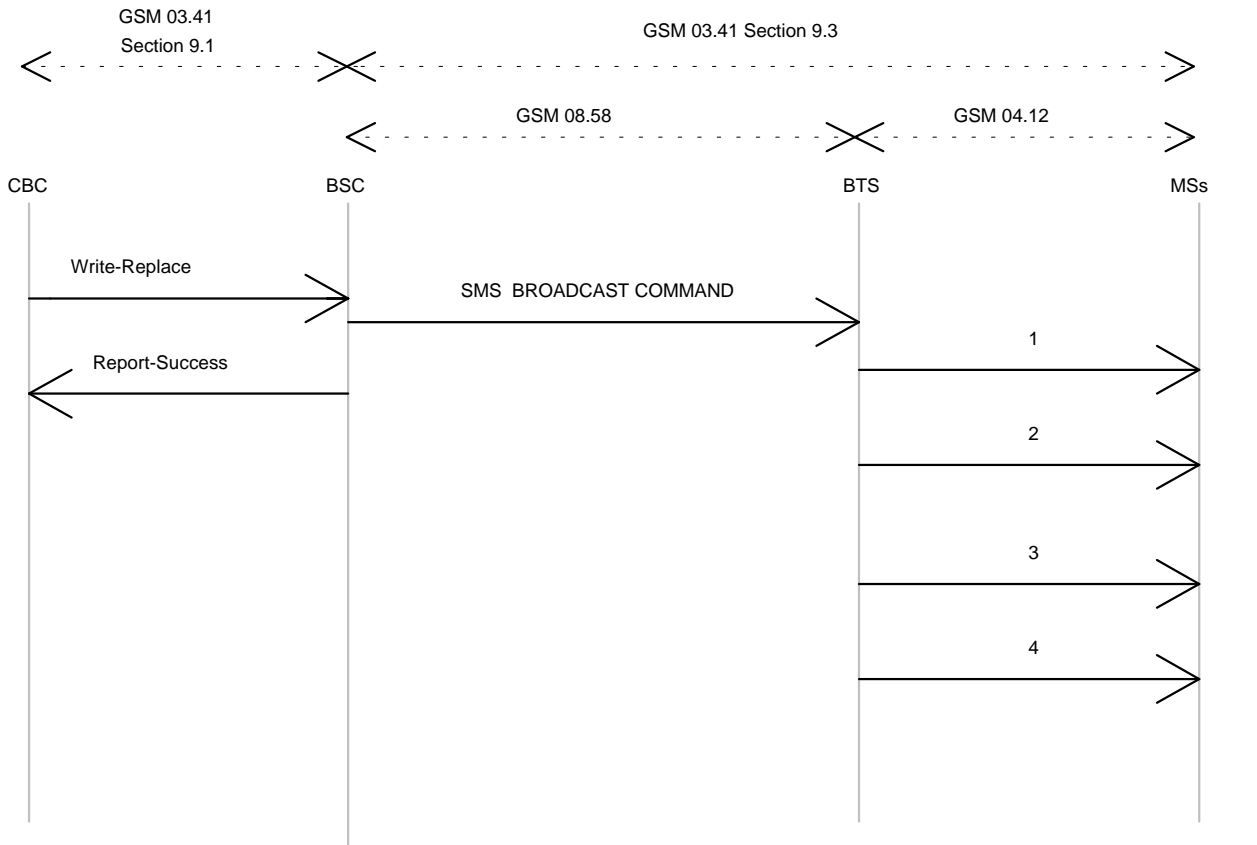 GSM 03.41
Section 9.1
GSM 03.41 Section 9.3
GSM 08.58
GSM 04.12
CBC
BSC
BTS
MSs
Write-Replace
SMS BROADCAST COMMAND
1
Report-Success
2
3
4